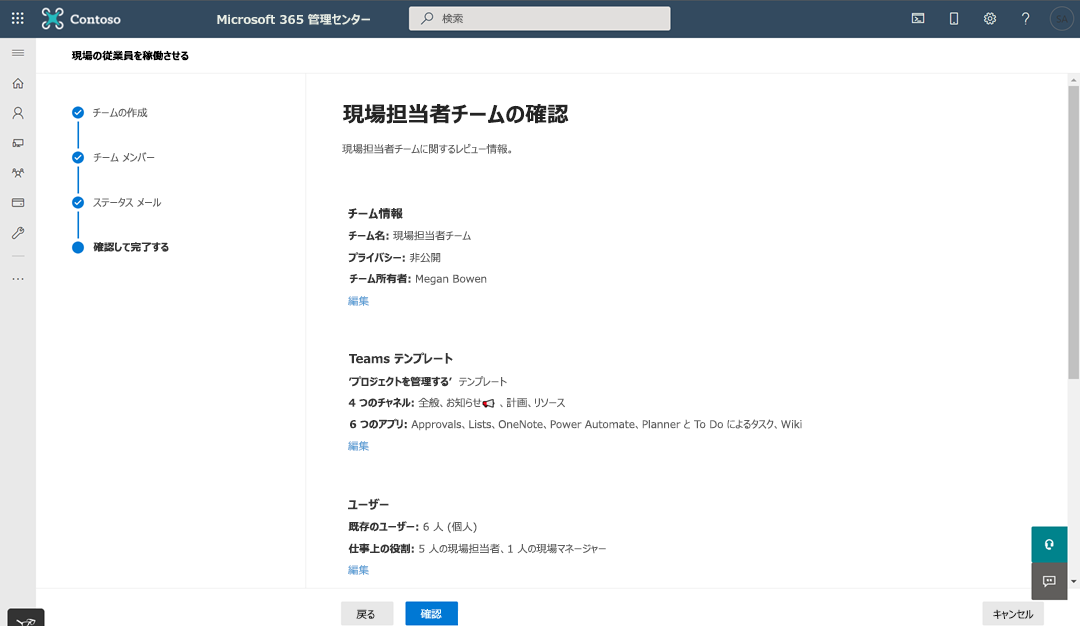 Contoso
Microsoft 365 管理センター
検索
現場の従業員を稼働させる
チームの作成
チーム メンバー
ステータス メール
確認して完了する
現場担当者チームの確認
現場担当者チームに関するレビュー情報。
チーム情報
チーム名: 現場担当者チーム
プライバシー: 非公開
チーム所有者: Megan Bowen
編集
Teams テンプレート
'プロジェクトを管理する' テンプレート
4 つのチャネル: 全般、お知らせ📢 、計画、リソース
6 つのアプリ: Approvals、Lists、OneNote、Power Automate、Planner と To Do によるタスク、Wiki
編集
ユーザー
既存のユーザー: 6 人 (個人)
仕事上の役割: 5 人の現場担当者、1 人の現場マネージャー
編集
戻る
確認
キャンセル